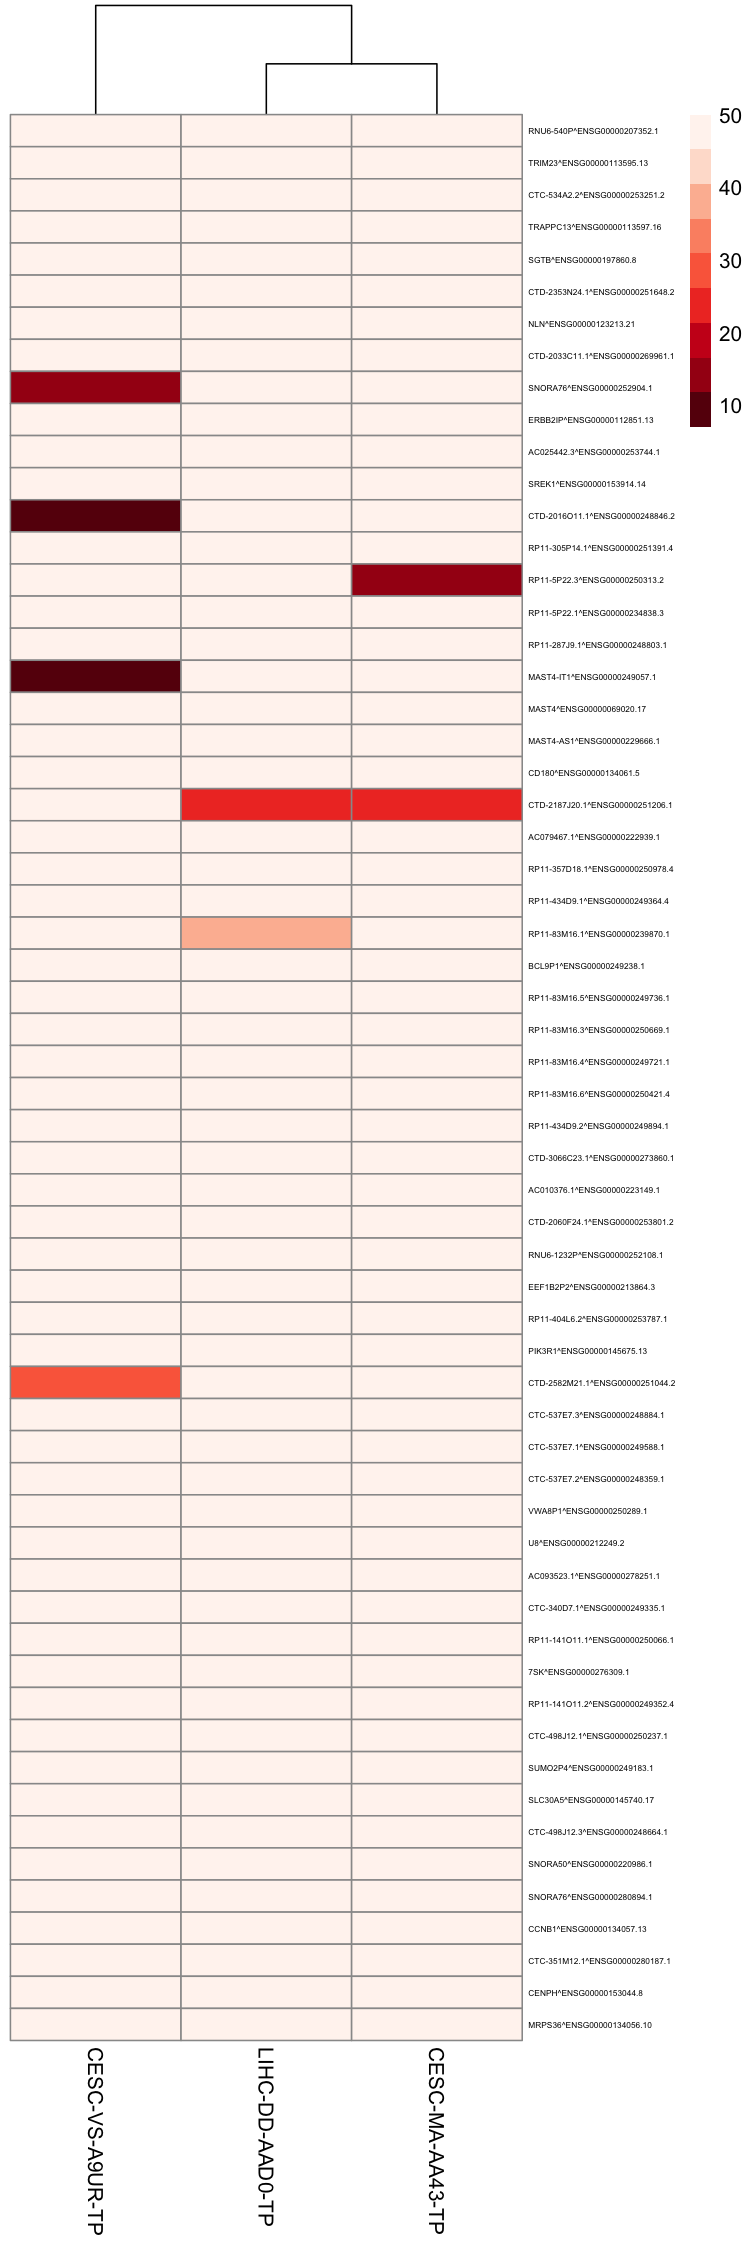 RNU6-540P^ENSG00000207352.1
TRIM23^ENSG00000113595.13
CTC-534A2.2^ENSG00000253251.2
TRAPPC13^ENSG00000113597.16
SGTB^ENSG00000197860.8
CTD-2353N24.1^ENSG00000251648.2
NLN^ENSG00000123213.21
CTD-2033C11.1^ENSG00000269961.1
SNORA76^ENSG00000252904.1
ERBB2IP^ENSG00000112851.13
AC025442.3^ENSG00000253744.1
SREK1^ENSG00000153914.14
CTD-2016O11.1^ENSG00000248846.2
RP11-305P14.1^ENSG00000251391.4
RP11-5P22.3^ENSG00000250313.2
RP11-5P22.1^ENSG00000234838.3
RP11-287J9.1^ENSG00000248803.1
MAST4-IT1^ENSG00000249057.1
MAST4^ENSG00000069020.17
MAST4-AS1^ENSG00000229666.1
CD180^ENSG00000134061.5
CTD-2187J20.1^ENSG00000251206.1
AC079467.1^ENSG00000222939.1
RP11-357D18.1^ENSG00000250978.4
RP11-434D9.1^ENSG00000249364.4
RP11-83M16.1^ENSG00000239870.1
BCL9P1^ENSG00000249238.1
RP11-83M16.5^ENSG00000249736.1
RP11-83M16.3^ENSG00000250669.1
RP11-83M16.4^ENSG00000249721.1
RP11-83M16.6^ENSG00000250421.4
RP11-434D9.2^ENSG00000249894.1
CTD-3066C23.1^ENSG00000273860.1
AC010376.1^ENSG00000223149.1
CTD-2060F24.1^ENSG00000253801.2
RNU6-1232P^ENSG00000252108.1
EEF1B2P2^ENSG00000213864.3
RP11-404L6.2^ENSG00000253787.1
PIK3R1^ENSG00000145675.13
CTD-2582M21.1^ENSG00000251044.2
CTC-537E7.3^ENSG00000248884.1
CTC-537E7.1^ENSG00000249588.1
CTC-537E7.2^ENSG00000248359.1
VWA8P1^ENSG00000250289.1
U8^ENSG00000212249.2
AC093523.1^ENSG00000278251.1
CTC-340D7.1^ENSG00000249335.1
RP11-141O11.1^ENSG00000250066.1
7SK^ENSG00000276309.1
RP11-141O11.2^ENSG00000249352.4
CTC-498J12.1^ENSG00000250237.1
SUMO2P4^ENSG00000249183.1
SLC30A5^ENSG00000145740.17
CTC-498J12.3^ENSG00000248664.1
SNORA50^ENSG00000220986.1
SNORA76^ENSG00000280894.1
CCNB1^ENSG00000134057.13
CTC-351M12.1^ENSG00000280187.1
CENPH^ENSG00000153044.8
MRPS36^ENSG00000134056.10
50
40
30
20
10
CESC-VS-A9UR-TP
LIHC-DD-AAD0-TP
CESC-MA-AA43-TP